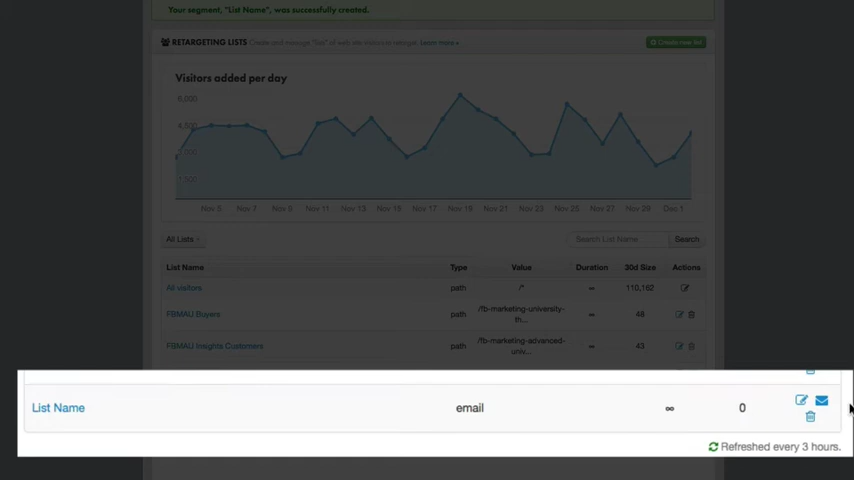 Your segment, "List Name", was successfully created.
RETARGETING LISTS Create and manage "lists" of web site visitors to retarget. Learn more »
Create new list
Visitors added per day
6,000
4,500
3,000
1,500
Nov 5 Nov 7 Nov 9 Nov 11 Nov 13 Nov 15 Nov 17 Nov 19 Nov 21 Nov 23 Nov 25 Nov 27 Nov 29 Dec 1
All Lists
Search List Name Search
List Name Type Value Duration 30d Size Actions
All visitors path /* ∞ 110,162
FBMAU Buyers path /fb-marketing-university-th... ∞ 48
FBMAU Insights Customers path /fb-marketing-advanced-univ... ∞ 43
List Name email ∞ 0
Refreshed every 3 hours.